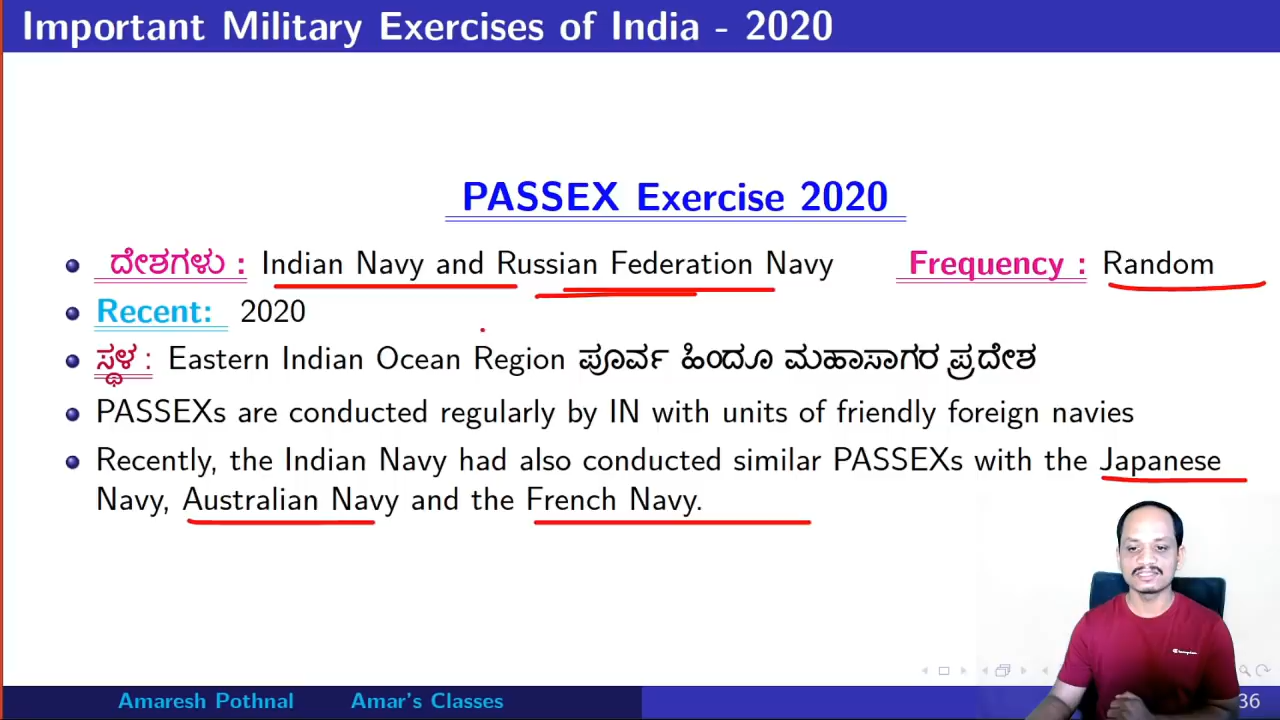 Important Military Exercises of India - 2020
PASSEX Exercise 2020
ದೇಶಗಳು : Indian Navy and Russian Federation Navy Frequency : Random
Recent: 2020
ಸ್ಥಳ : Eastern Indian Ocean Region ಪೂರ್ವ ಹಿಂದೂ ಮಹಾಸಾಗರ ಪ್ರದೇಶ
PASSEXs are conducted regularly by IN with units of friendly foreign navies
Recently, the Indian Navy had also conducted similar PASSEXs with the Japanese
Navy, Australian Navy and the French Navy.
Amaresh Pothnal Amar's Classes 36